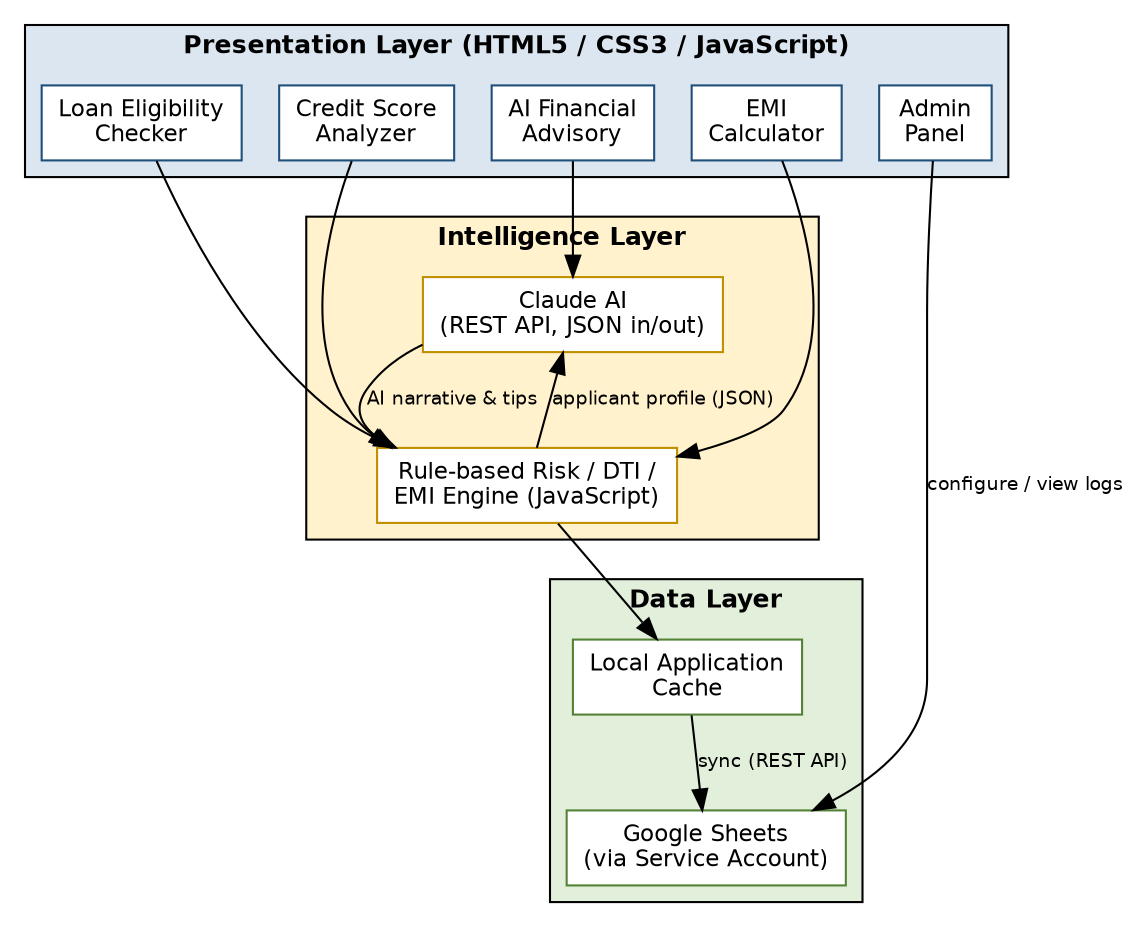 Presentation Layer (HTML5 / CSS3 / JavaScript)
Loan Eligibility
Checker
Credit Score
Analyzer
AI Financial
Advisory
EMI
Calculator
Admin
Panel
Intelligence Layer
Claude AI
(REST API, JSON in/out)
AI narrative & tips
applicant profile (JSON)
Rule-based Risk / DTI /
EMI Engine (JavaScript)
configure / view logs
Data Layer
Local Application
Cache
sync (REST API)
Google Sheets
(via Service Account)